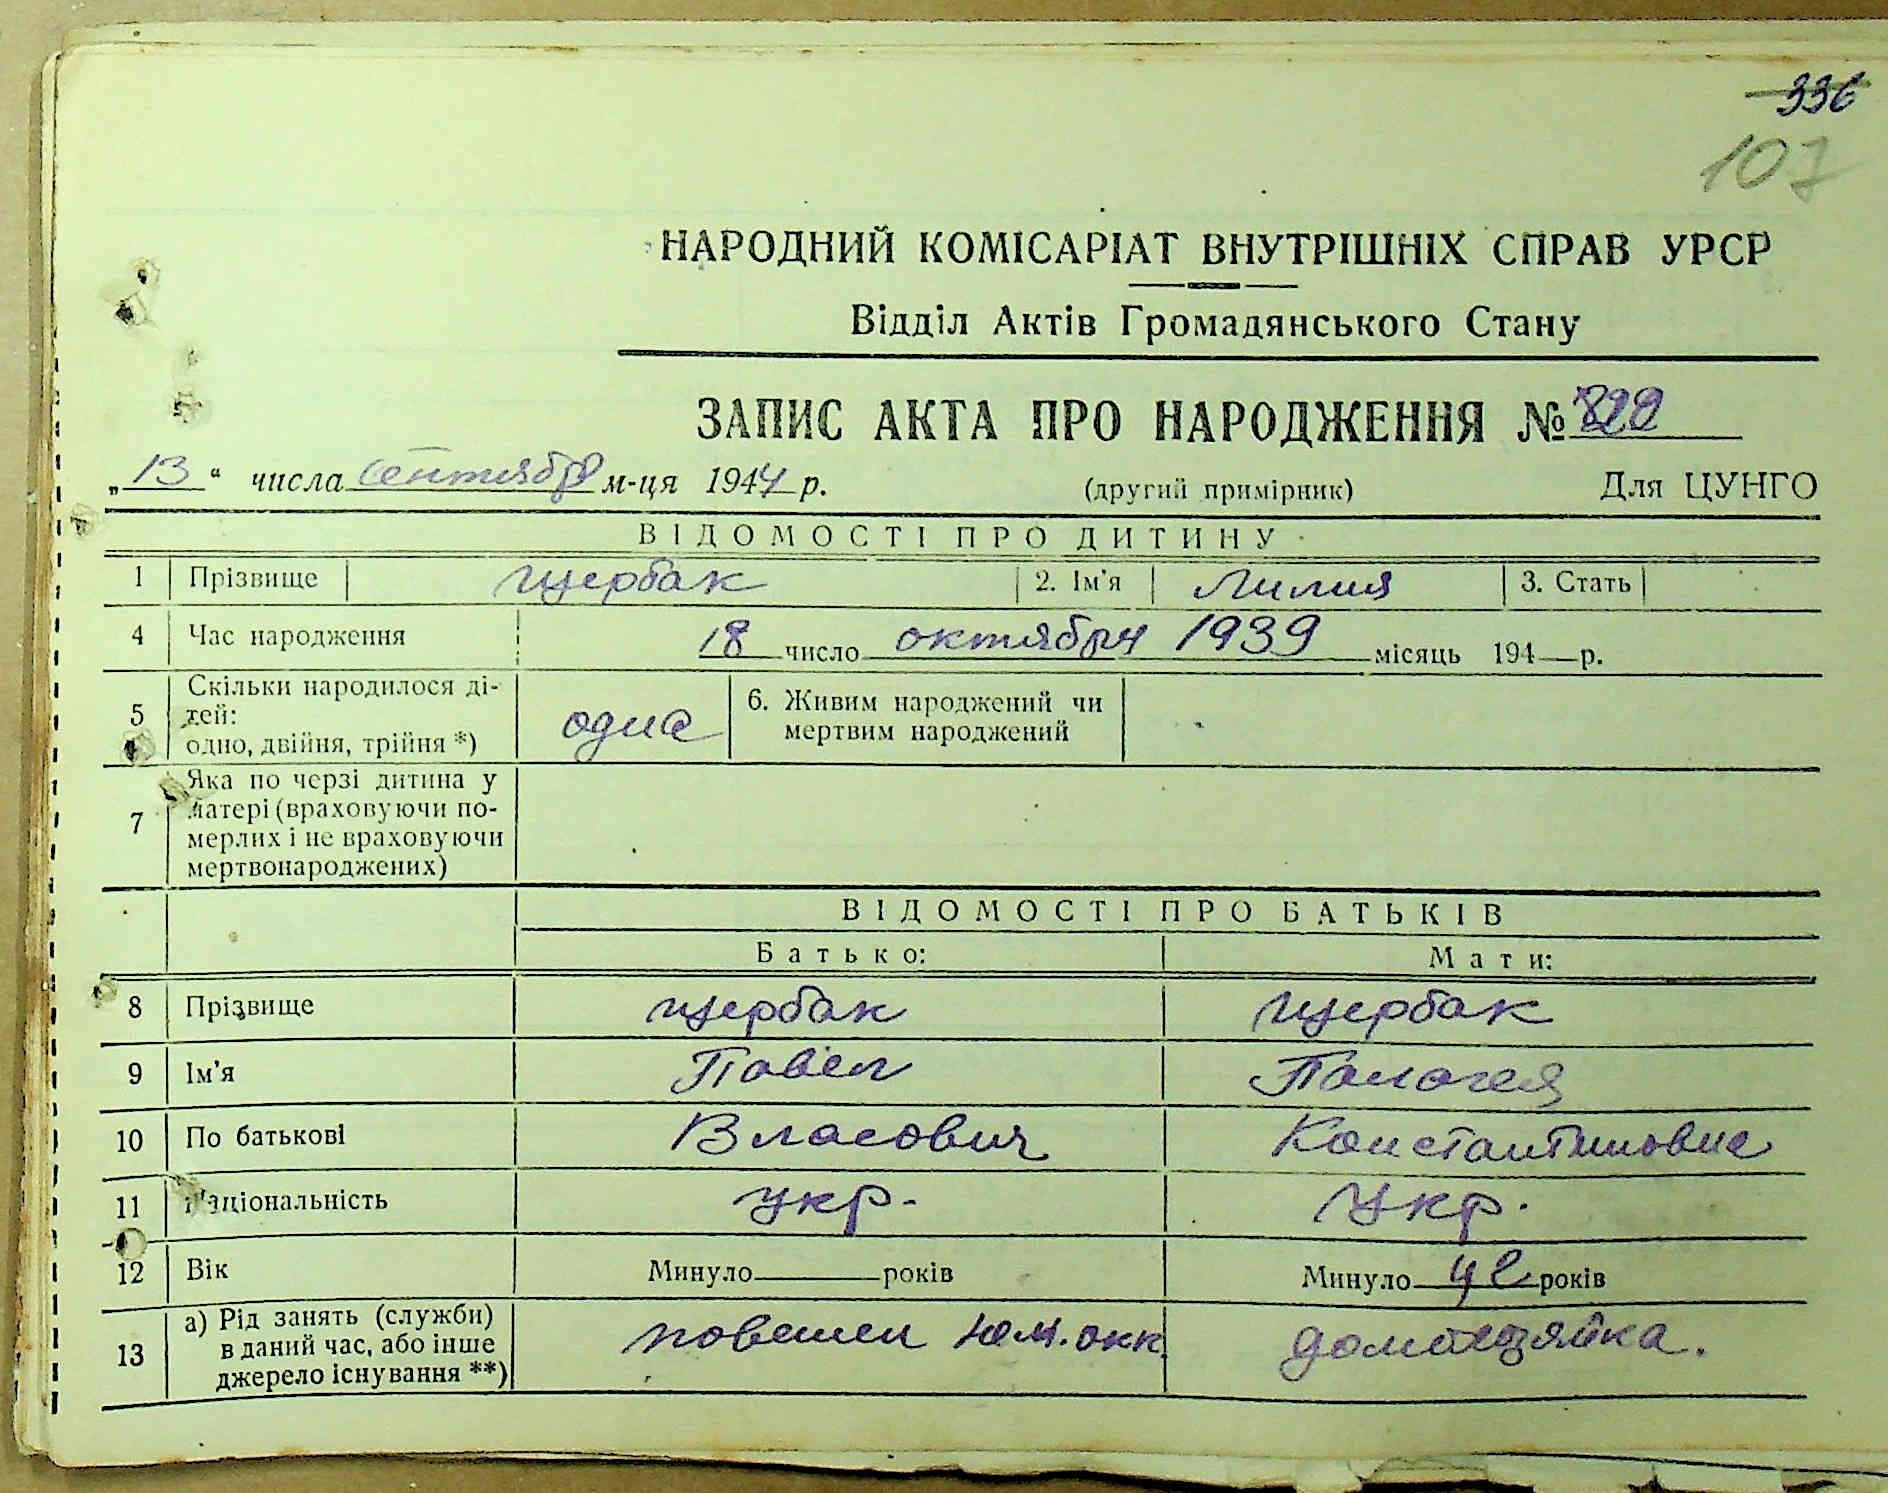 336
107
НАРОДНИЙ КОМІСАРІАТ ВНУТРІШНІХ СПРАВ УРСР
Відділ Актів Громадянського Стану
ЗАПИС АКТА ПРО НАРОДЖЕННЯ № 822
„13“ числа сентября м-ця 1944 р. (другий примірник) Для ЦУНГО
ВІДОМОСТІ ПРО ДИТИНУ
1 Прізвище Щербак 2. Ім'я Лилия 3. Стать
4 Час народження 18 число октября 1939 місяць 194— р.
5 Скільки народилося дітей: одно, двійня, трійня *) одна 6. Живим народжений чи мертвим народжений
7 Яка по черзі дитина у матері (враховуючи померлих і не враховуючи мертвонароджених)
ВІДОМОСТІ ПРО БАТЬКІВ
Батько: Мати:
8 Прізвище Щербак Щербак
9 Ім'я Павел Палагея
10 По батькові Власович Константиновна
11 Національність укр. Укр.
12 Вік Минуло — років Минуло 42 років
13 а) Рід занять (служби) в даний час, або інше джерело існування **) повешен нем. окк. домохозяйка.